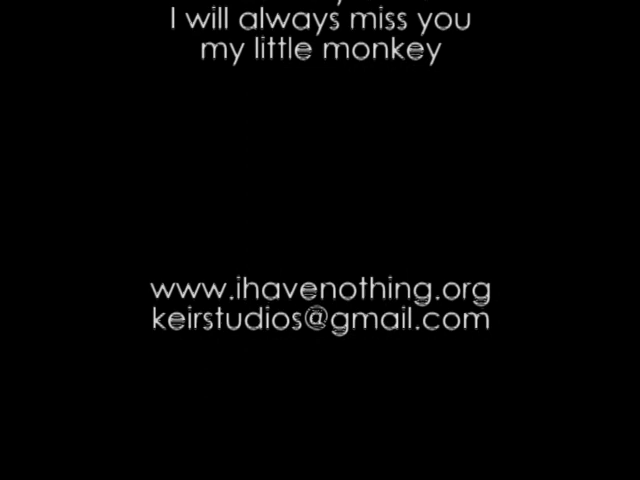 I will always miss you
my little monkey
www.ihavenothing.org
keirstudios@gmail.com